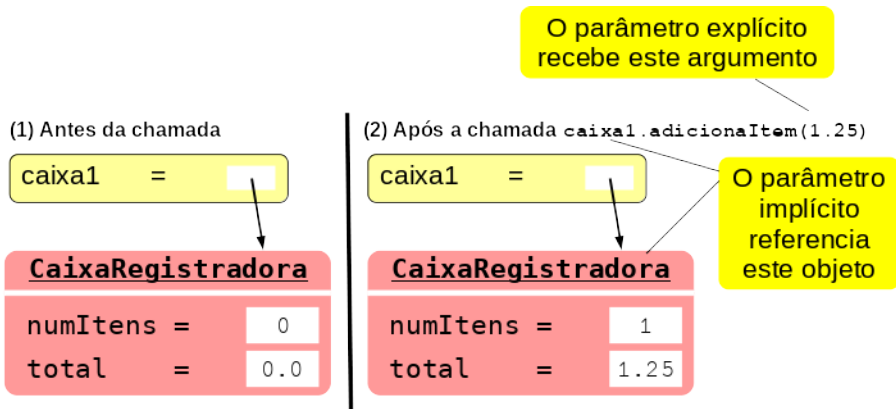 O parâmetro explícito
recebe este argumento
(1) Antes da chamada
caixa1 =
CaixaRegistradora
numItens = 0
total = 0.0
(2) Após a chamada caixa1.adicionaItem(1.25)
caixa1 =
O parâmetro
implícito
referencia
este objeto
CaixaRegistradora
numItens = 1
total = 1.25